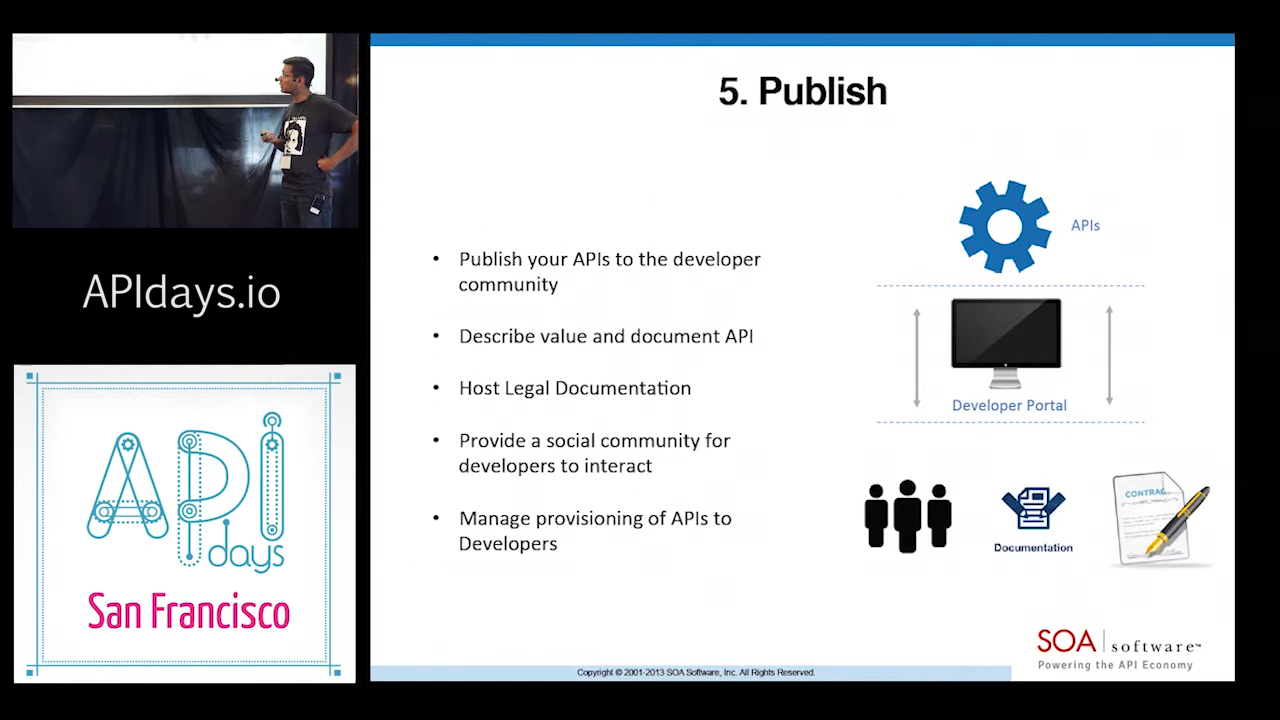 APIdays.io
API
days
San Francisco
5. Publish
• Publish your APIs to the developer
community
• Describe value and document API
• Host Legal Documentation
• Provide a social community for
developers to interact
• Manage provisioning of APIs to
Developers
APIs
Developer Portal
Documentation
CONTRAC
SOA software™
Powering the API Economy
Copyright © 2001-2013 SOA Software, Inc. All Rights Reserved.